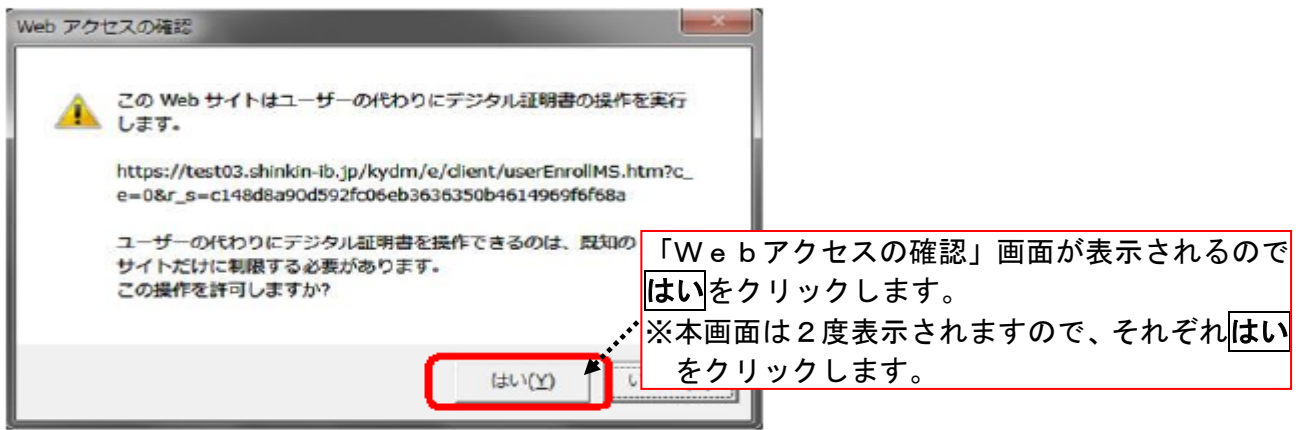 Web アクセスの確認
この Web サイトはユーザーの代わりにデジタル証明書の操作を実行
します。
https://test03.shinkin-ib.jp/kydm/e/client/userEnrollMS.htm?c_
e=0&r_s=c148d8a90d592fc06eb3636350b4614969f6f68a
ユーザーの代わりにデジタル証明書を操作できるのは、既知の
サイトだけに制限する必要があります。
この操作を許可しますか?
はい(Y)
「Ｗｅｂアクセスの確認」画面が表示されるので
はいをクリックします。
※本画面は２度表示されますので、それぞれはい
をクリックします。